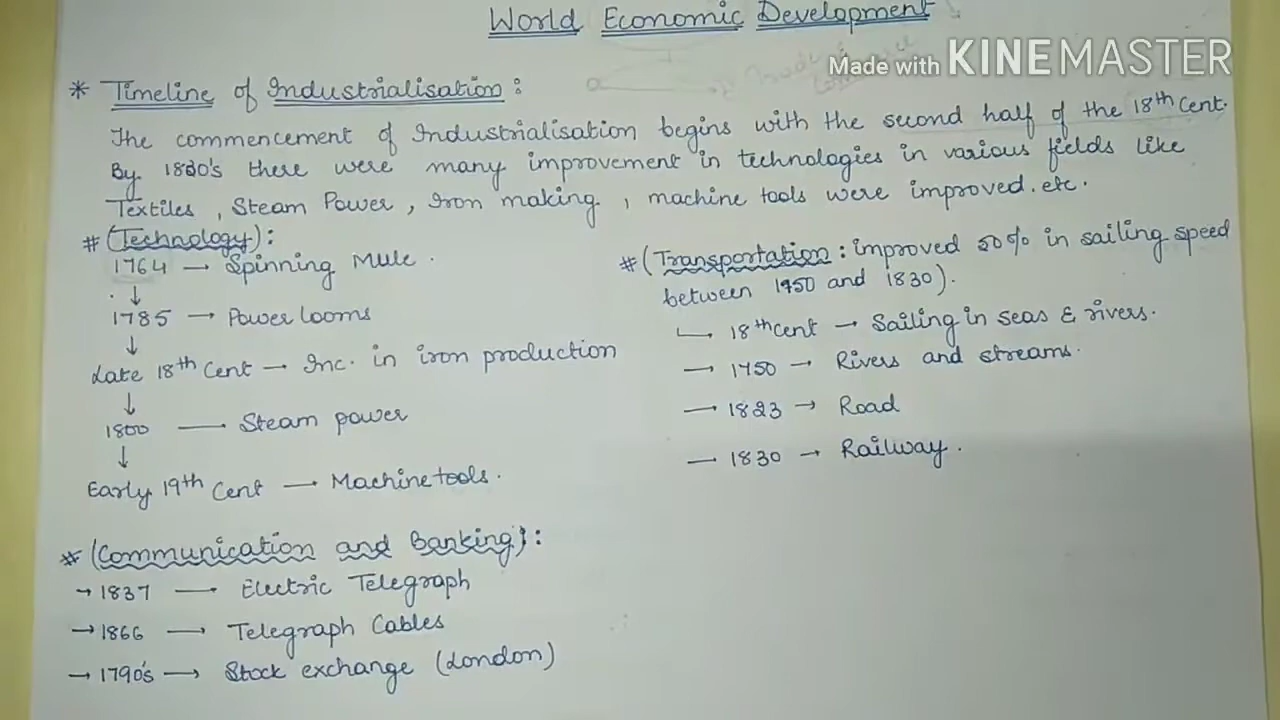 World Economic Development
Made with KINEMASTER
* Timeline of Industrialisation :
The commencement of Industrialisation begins with the second half of the 18th Cent.
By 1830's there were many improvement in technologies in various fields like
Textiles , Steam Power , Iron making , machine tools were improved . etc .
# (Technology) :
1764 → Spinning Mule .
↓
1785 → Power looms
↓
Late 18th Cent → Inc. in iron production
↓
1800 — Steam power
↓
Early 19th Cent → Machine tools .
# (Transportation : improved 50% in sailing speed
between 1750 and 1830) .
↳ 18th cent → Sailing in seas & rivers .
→ 1750 → Rivers and streams .
→ 1823 → Road
→ 1830 → Railway .
# (Communication and Banking) :
→ 1837 → Electric Telegraph
→ 1866 → Telegraph Cables
→ 1790's → Stock exchange (London)